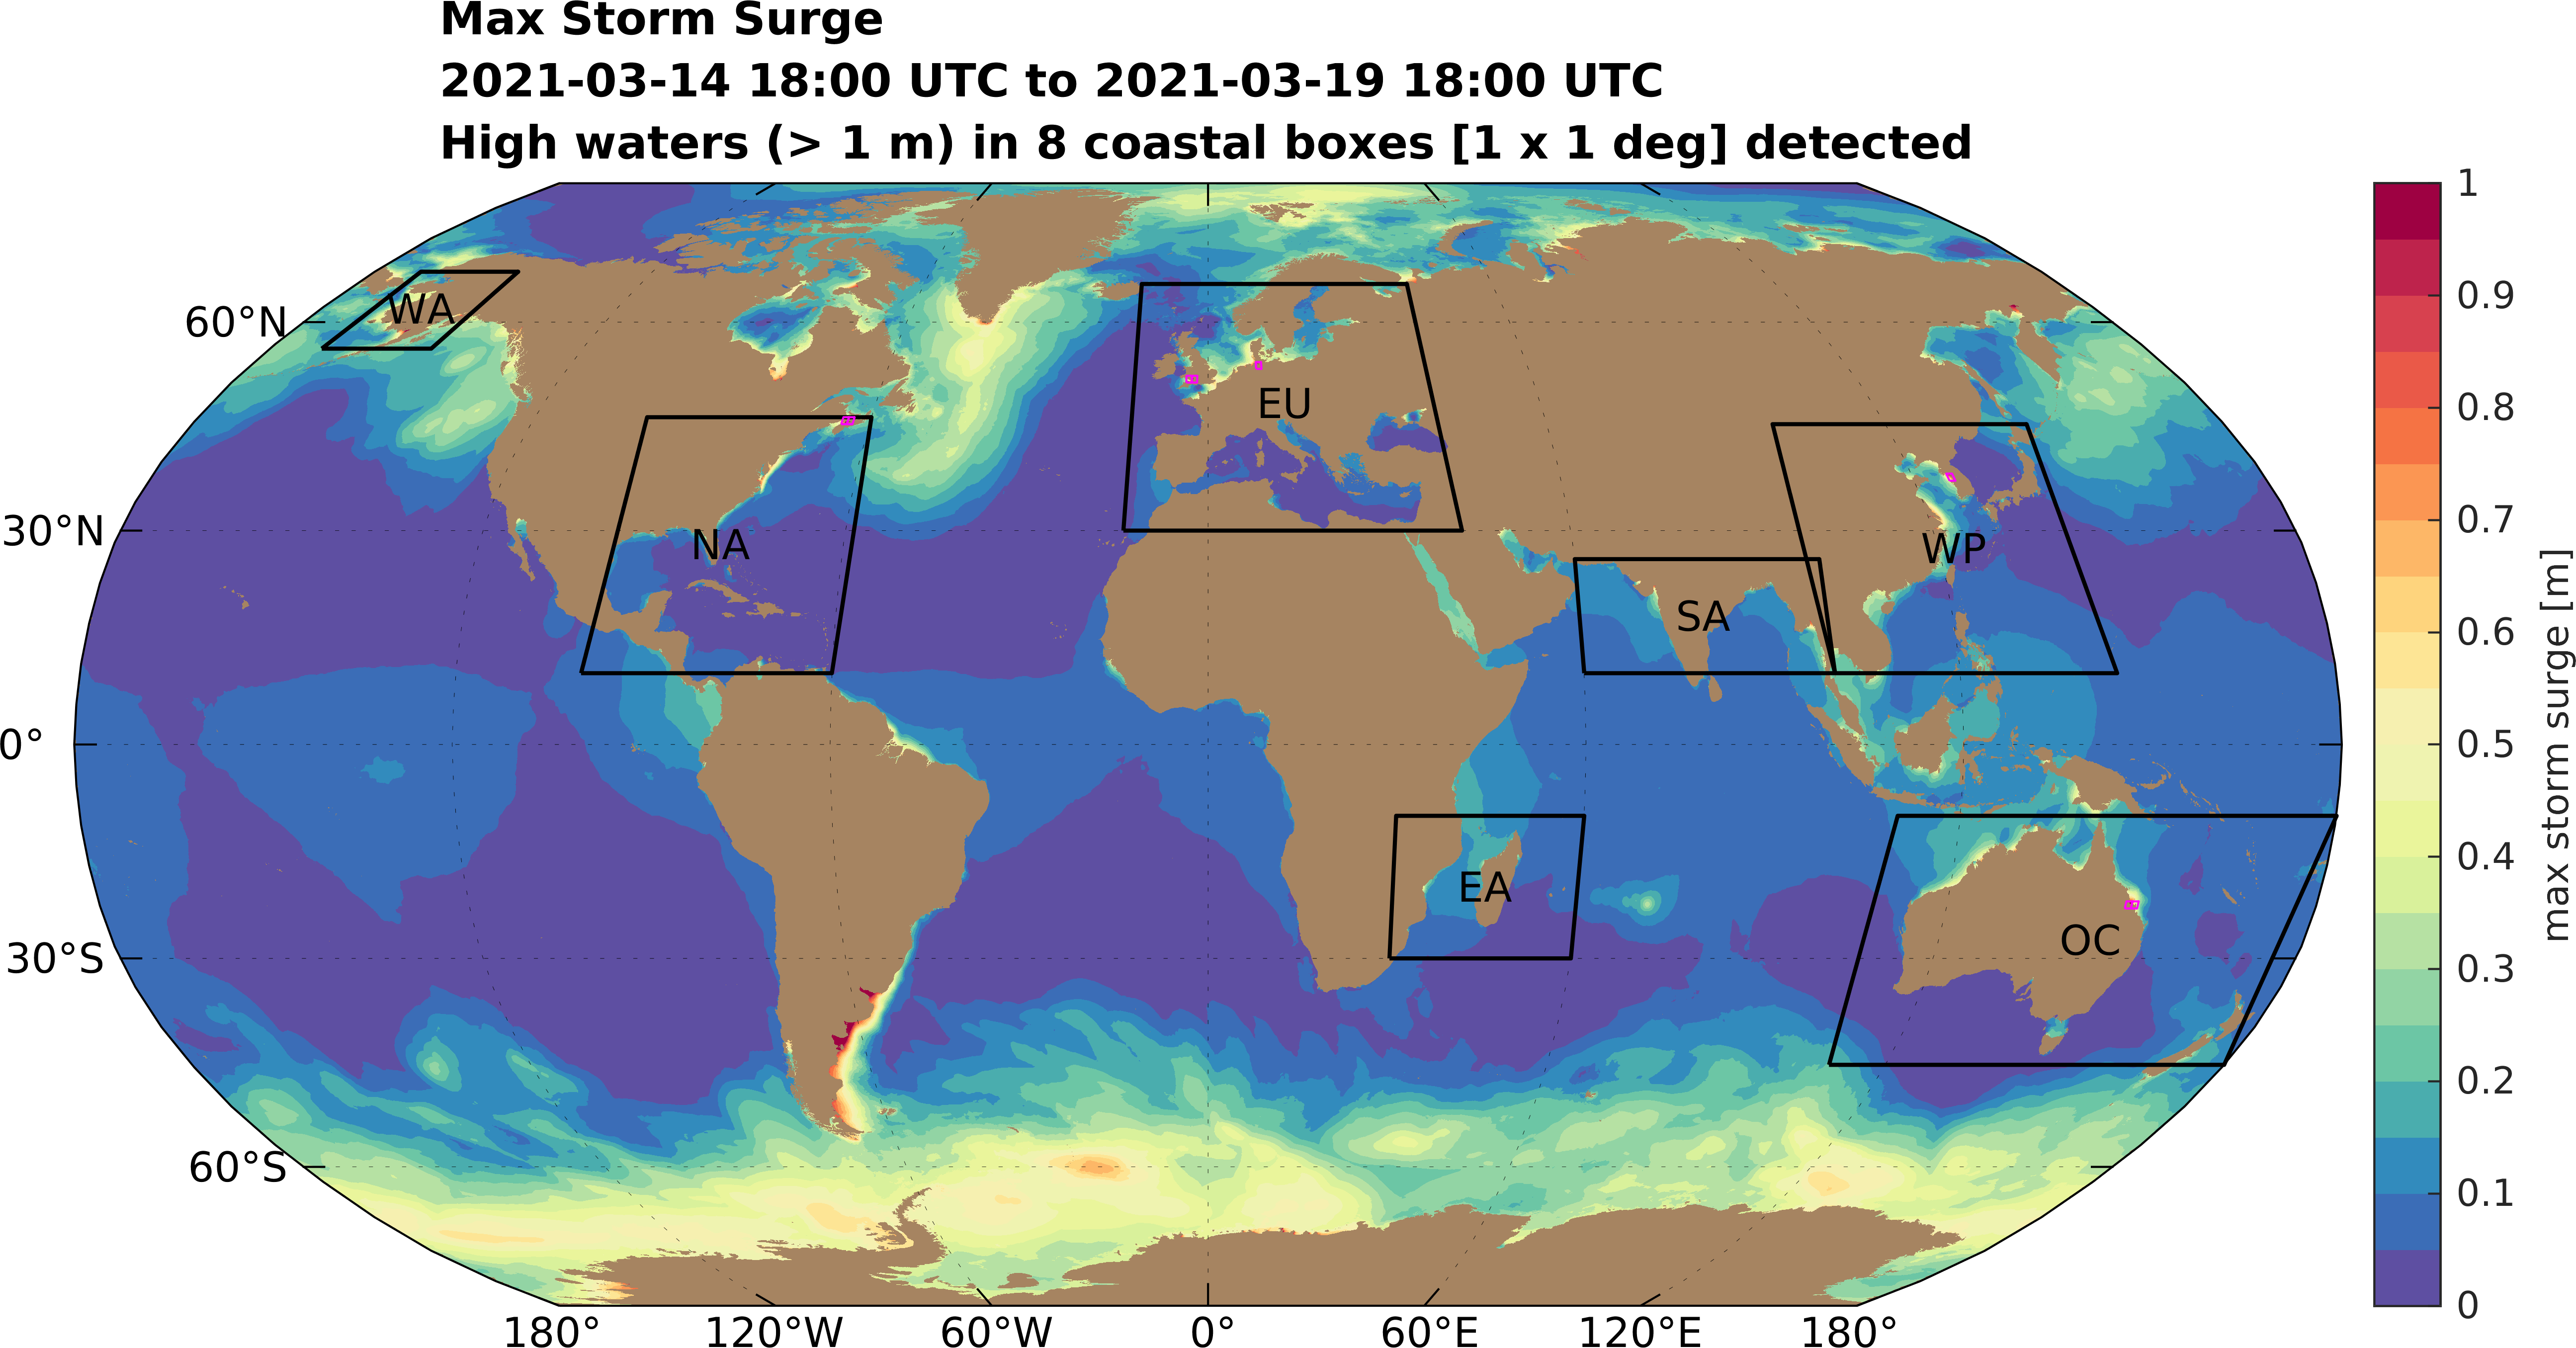 Max Storm Surge
2021-03-14 18:00 UTC to 2021-03-19 18:00 UTC
High waters (> 1 m) in 8 coastal boxes [1 x 1 deg] detected
60°N
30°N
0°
30°S
60°S
WA
NA
EU
WP
SA
EA
OC
180°
120°W
60°W
0°
60°E
120°E
180°
1
0.9
0.8
0.7
0.6
0.5
0.4
0.3
0.2
0.1
0
max storm surge [m]